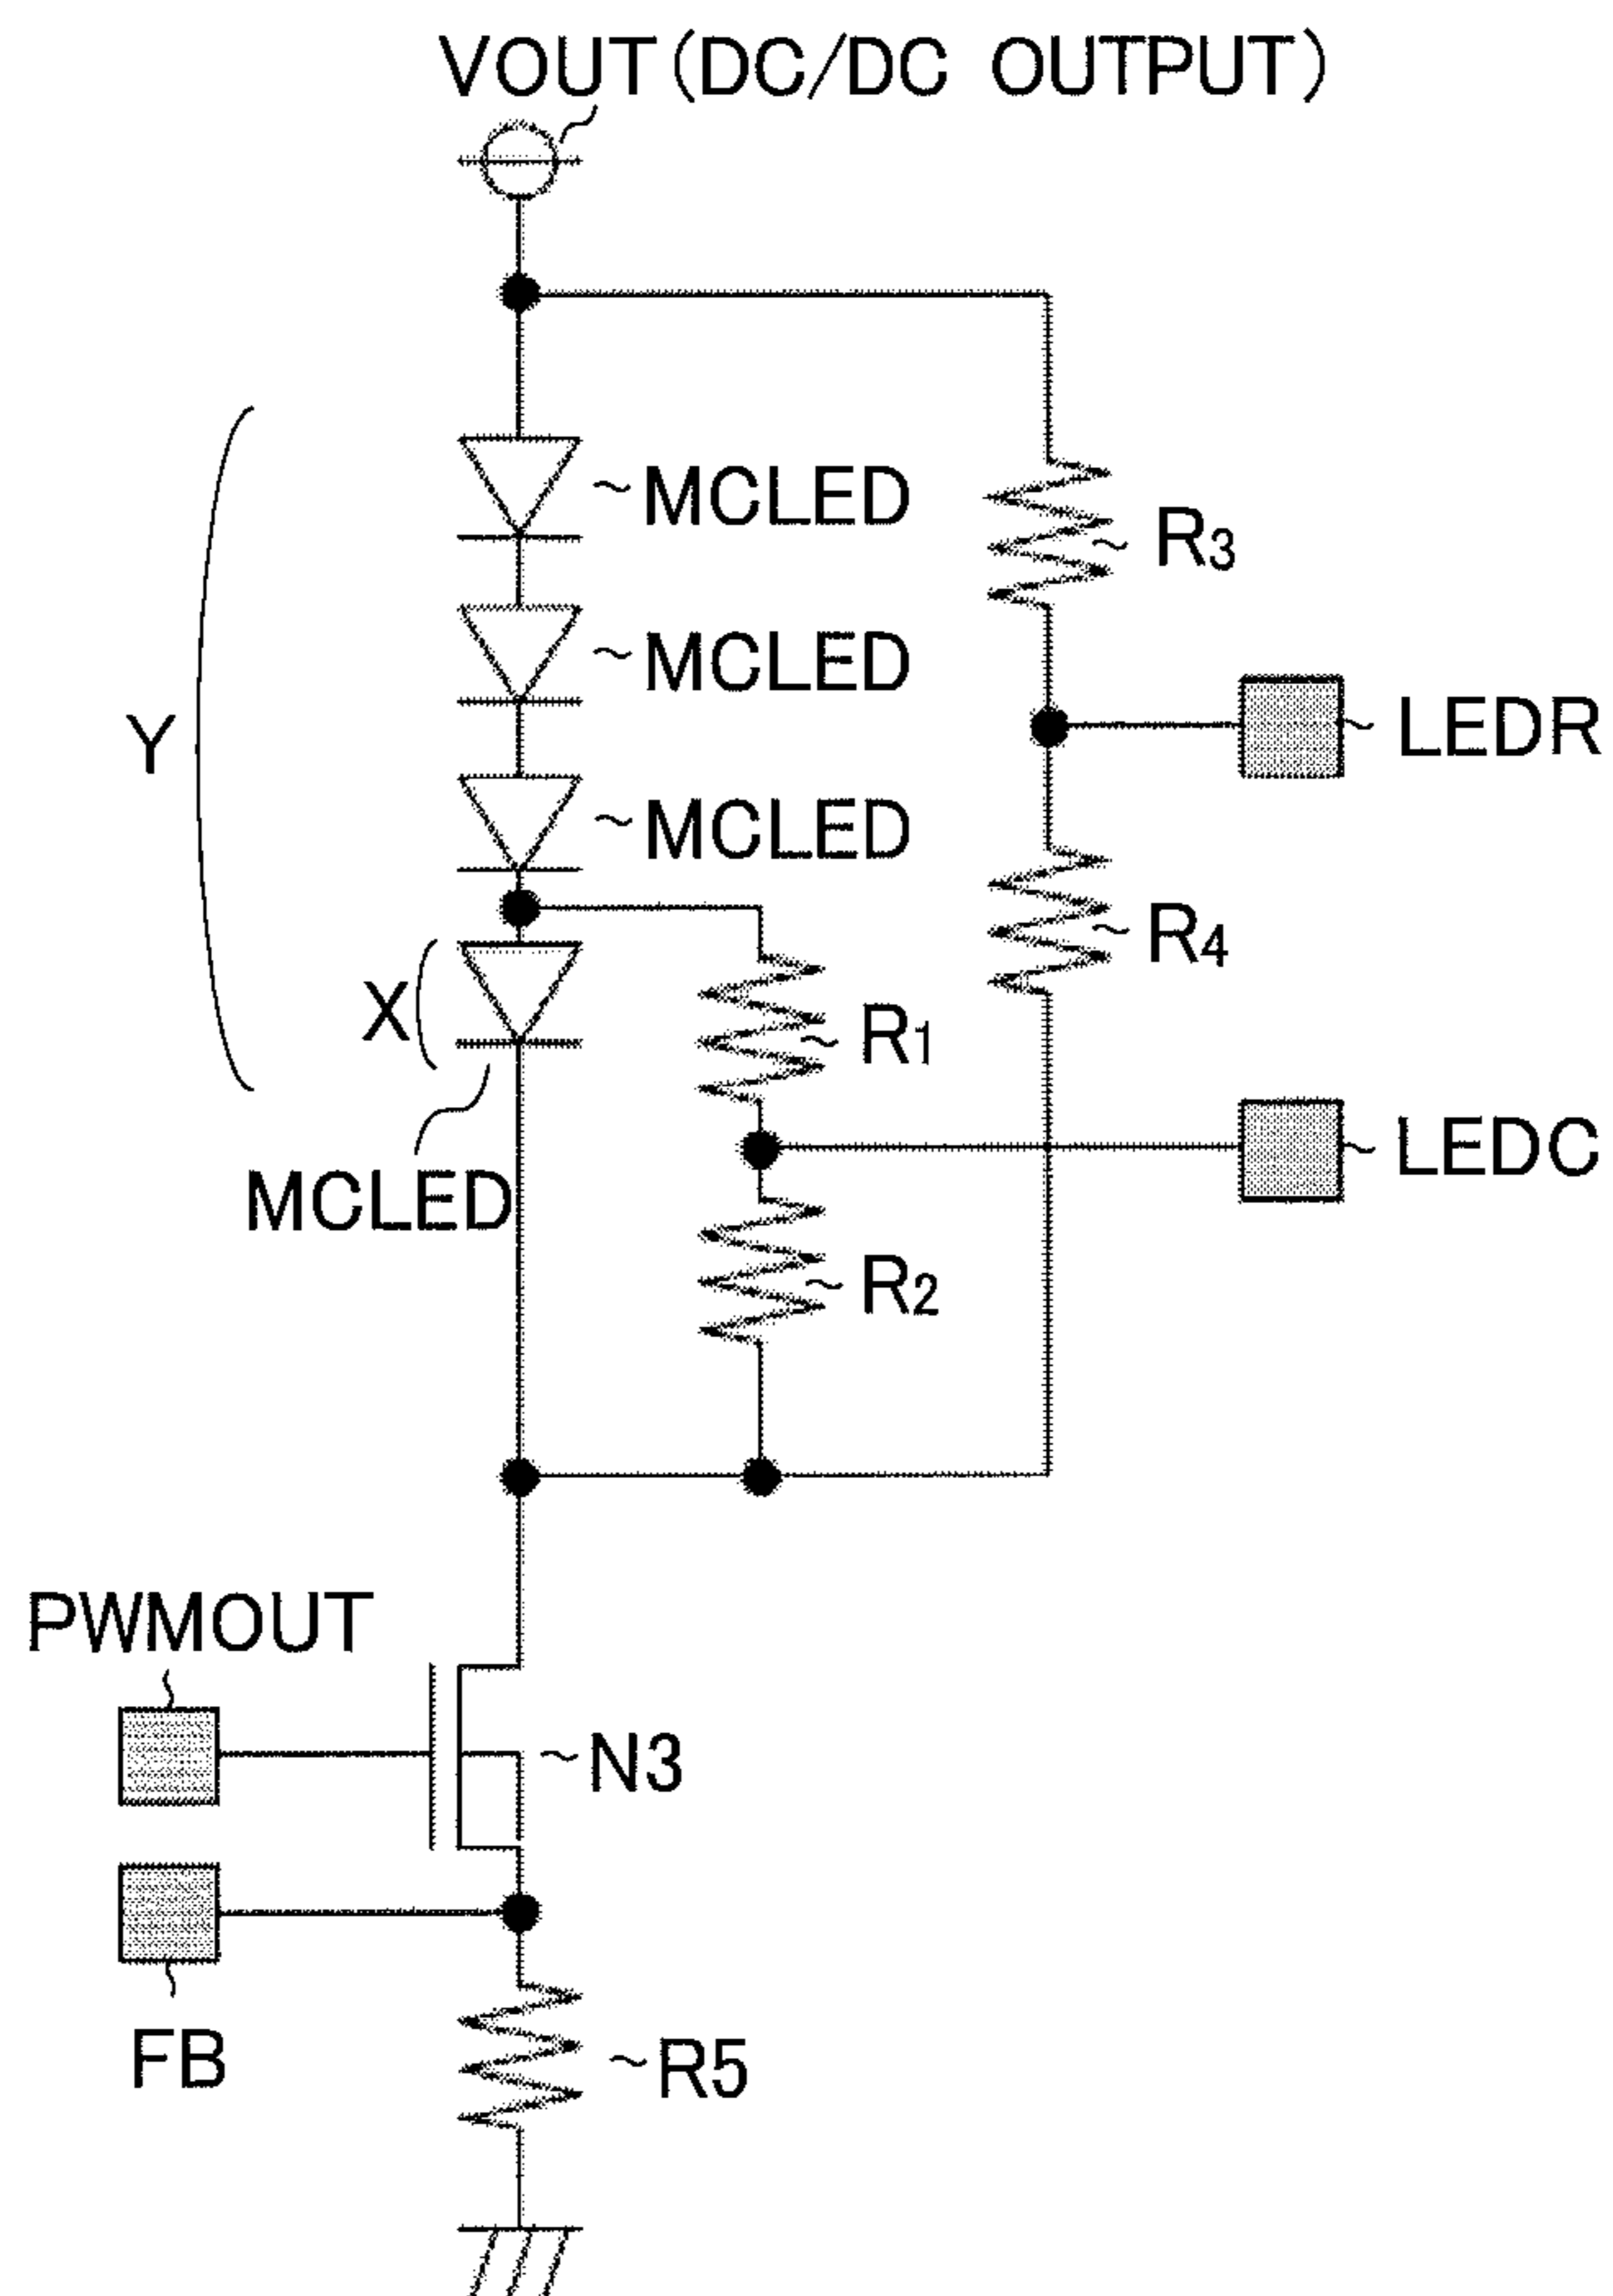 VOUT(DC/DC OUTPUT)
MCLED
R3
MCLED
Y
LEDR
MCLED
R4
X
R1
LEDC
MCLED
R2
PWMOUT
N3
FB
R5